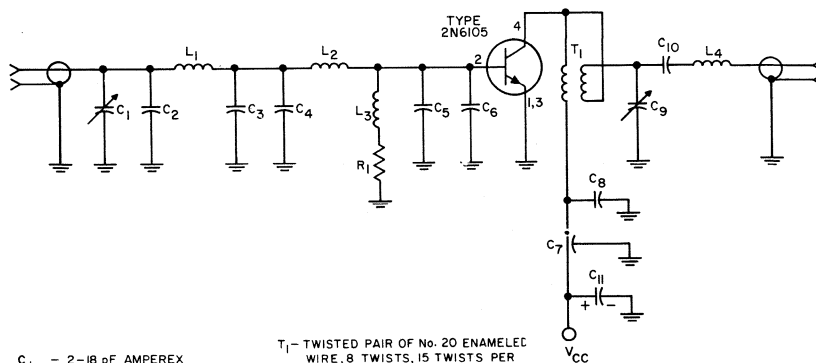 TYPE
2N6105
4
L1
L2
2
T1
C10
L4
C1
C2
C3
C4
L3
C5
C6
1,3
C9
R1
C8
C7
C11
+ -
VCC
C. - 2-18 pF AMPEREX
T1- TWISTED PAIR OF No. 20 ENAMELED
WIRE, 8 TWISTS, 15 TWISTS PER